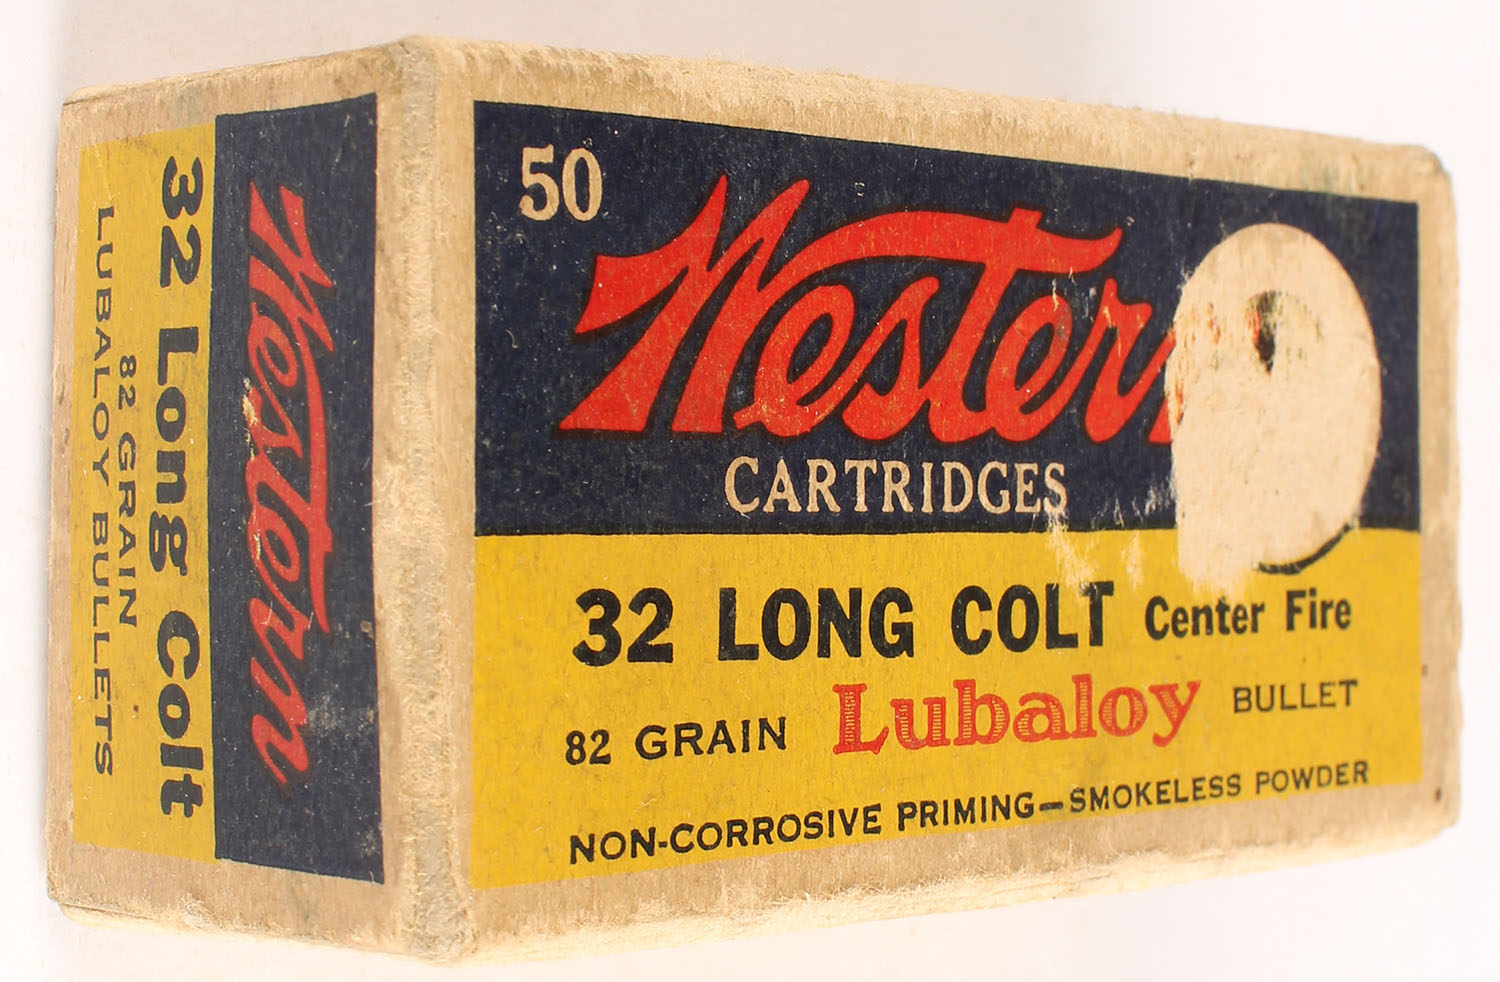 50
Wester
CARTRIDGES
32 LONG COLT Center Fire
82 GRAIN Lubaloy BULLET
NON-CORROSIVE PRIMING—SMOKELESS POWDER
Western
32 Long Colt
82 GRAIN
LUBALOY BULLETS